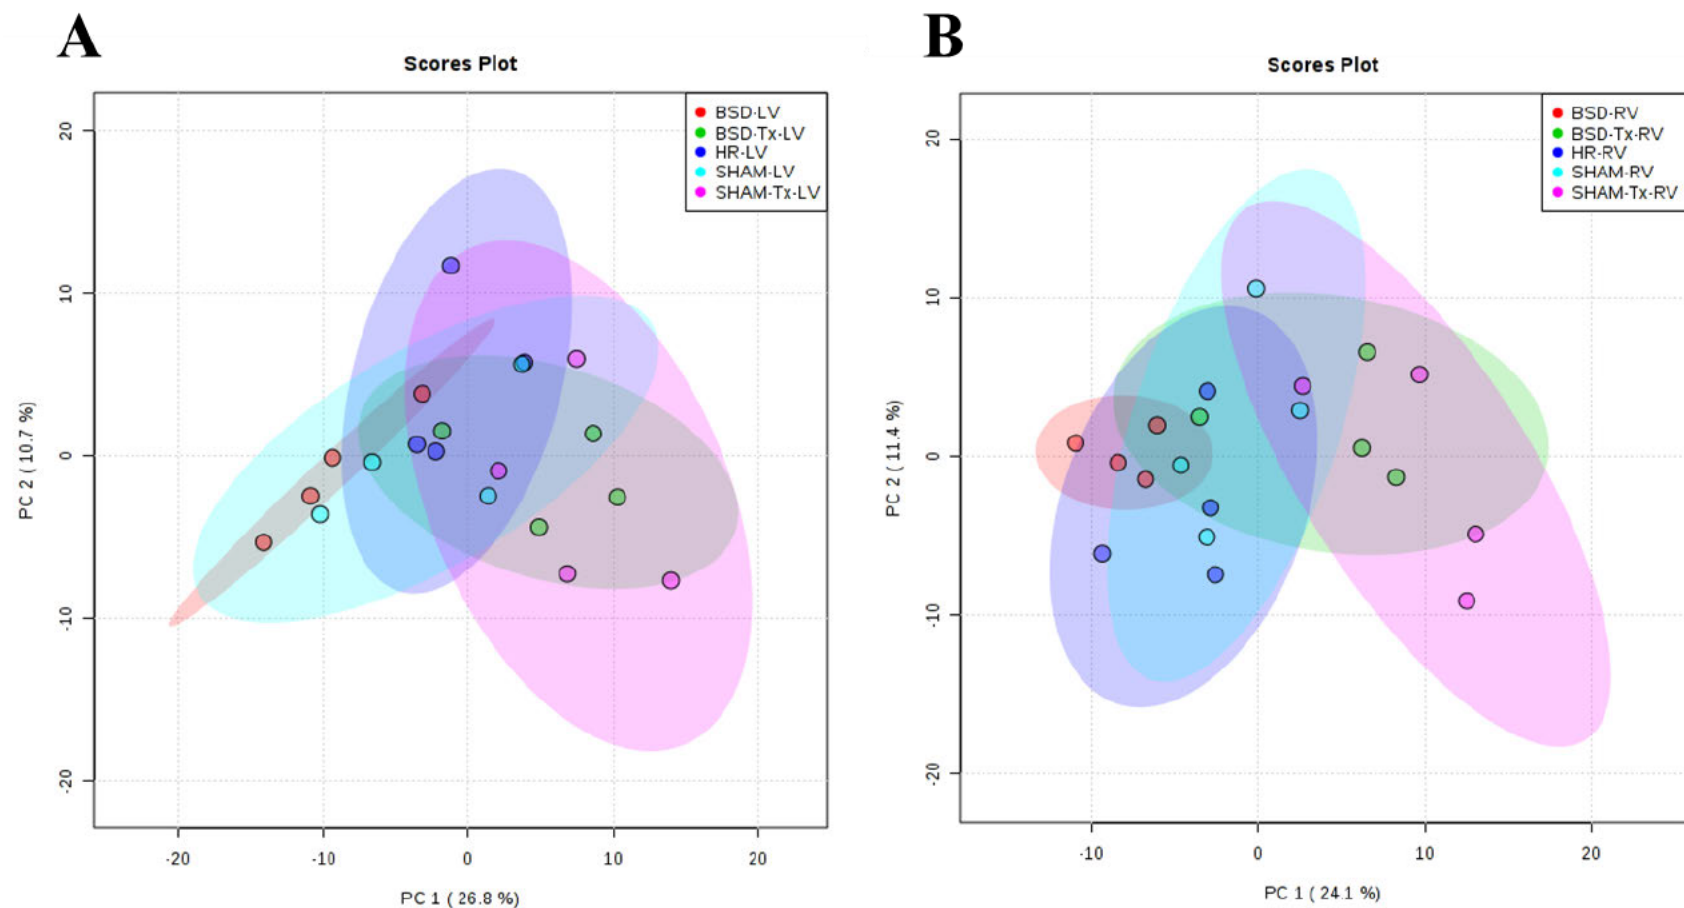 A
Scores Plot
BSD-LV
BSD-Tx-LV
HR-LV
SHAM-LV
SHAM-Tx-LV
PC 2 ( 10.7 %)
20
10
0
-10
-20
-20
-10
0
10
20
PC 1 ( 26.8 %)
B
Scores Plot
BSD-RV
BSD-Tx-RV
HR-RV
SHAM-RV
SHAM-Tx-RV
PC 2 ( 11.4 %)
20
10
0
-10
-20
-10
0
10
20
PC 1 ( 24.1 %)